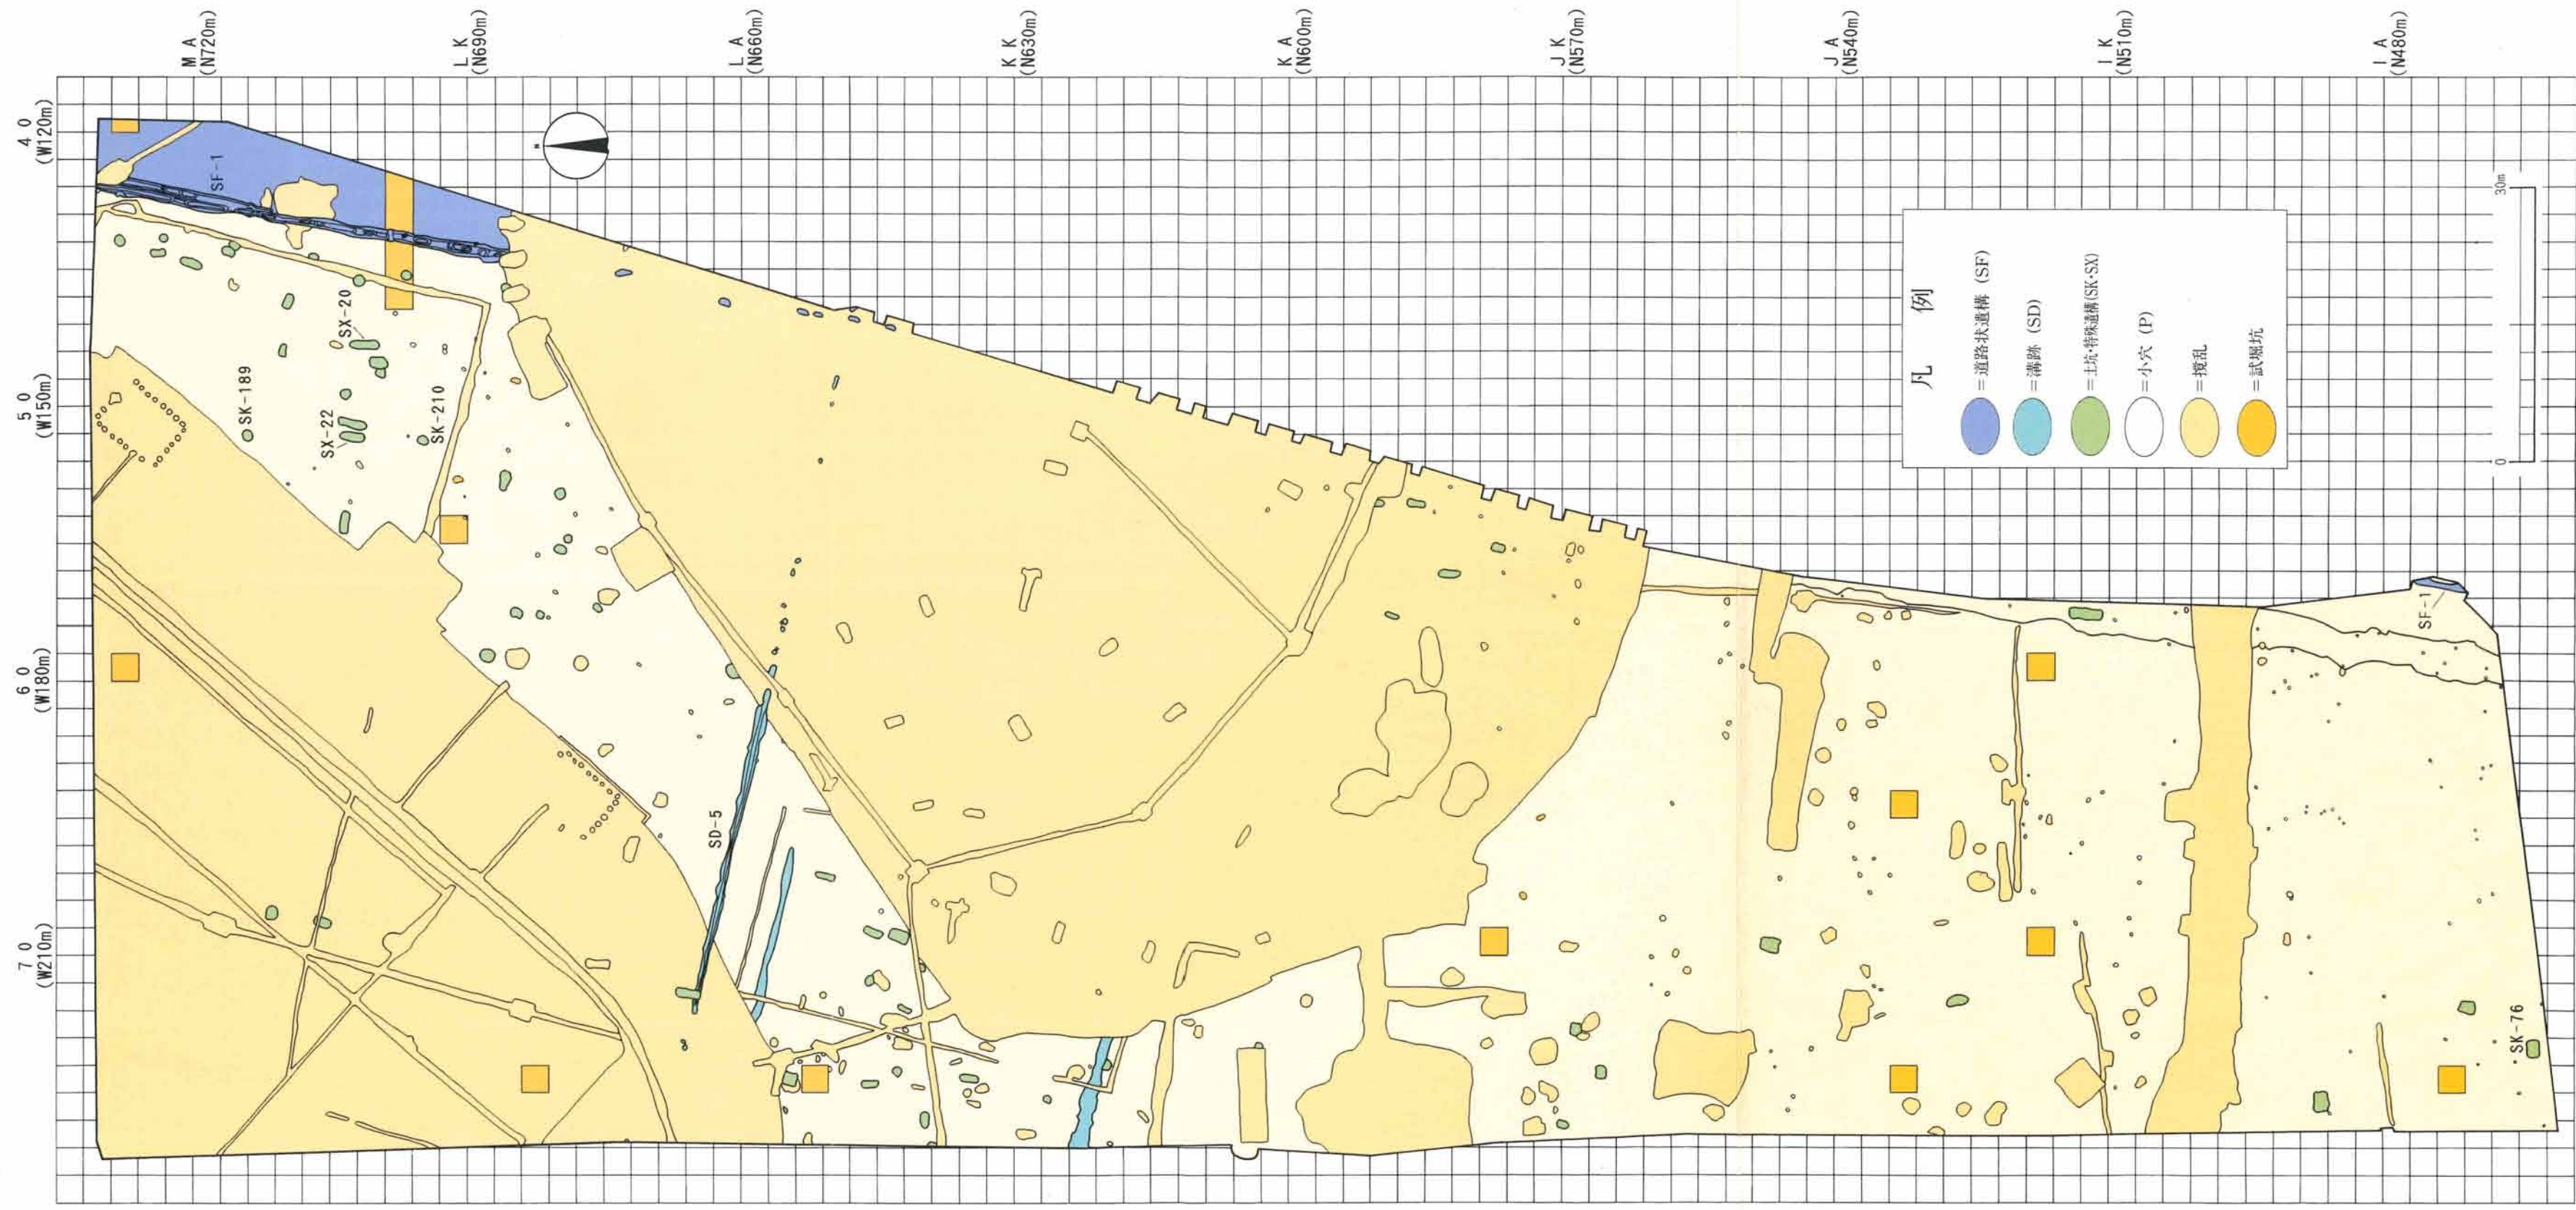 M A
(N720m)
L K
(N690m)
L A
(N660m)
K K
(N630m)
K A
(N600m)
J K
(N570m)
J A
(N540m)
I K
(N510m)
I A
(N480m)
4 0
(W120m)
5 0
(W150m)
6 0
(W180m)
7 0
(W210m)
N
SF-1
SX-20
SK-189
SX-22
SK-210
SD-5
SF-1
SK-76
凡 例
=道路状遺構 (SF)
=溝跡 (SD)
=土坑・特殊遺構(SK・SX)
=小穴 (P)
=撹乱
=試堀坑
0 30m